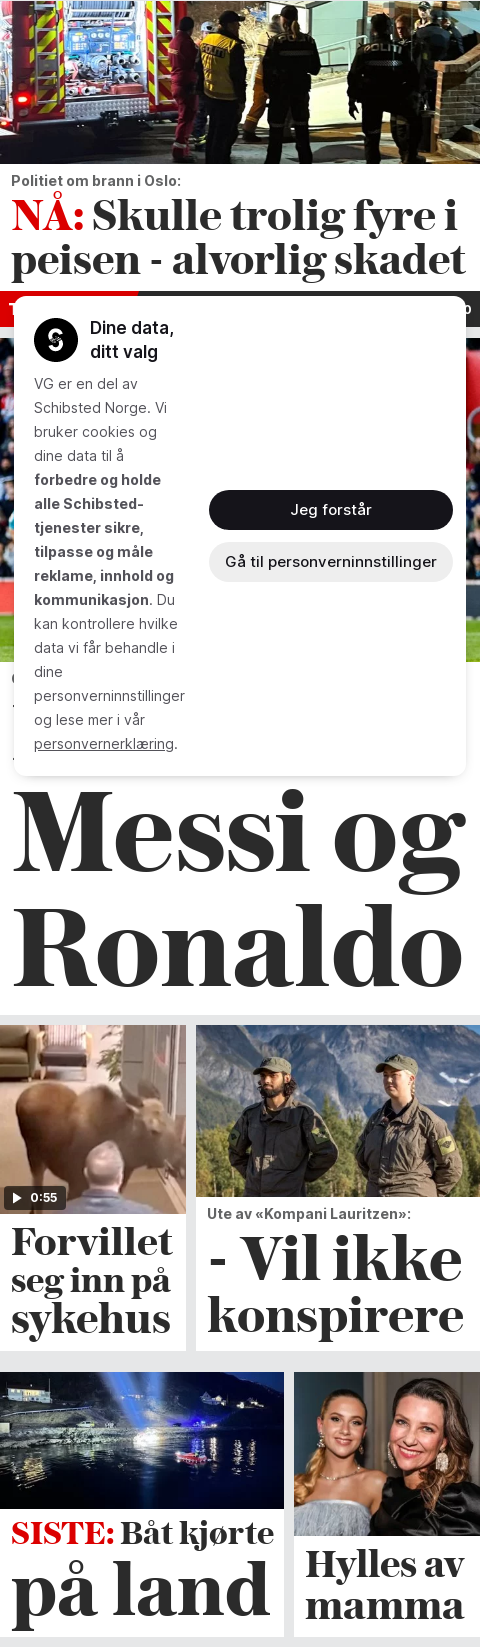 POLITI
POLITI
Politiet om brann i Oslo:
NÅ: Skulle trolig fyre i
peisen - alvorlig skadet
Dine data,
ditt valg
VG er en del av
Schibsted Norge. Vi
bruker cookies og
dine data til å
forbedre og holde
alle Schibsted-
tjenester sikre,
tilpasse og måle
reklame, innhold og
kommunikasjon. Du
kan kontrollere hvilke
data vi får behandle i
dine
personverninnstillinger
og lese mer i vår
personvernerklæring.
Jeg forstår
Gå til personverninnstillinger
Messi og
Ronaldo
0:55
Forvillet
seg inn på
sykehus
Ute av «Kompani Lauritzen»:
- Vil ikke
konspirere
SISTE: Båt kjørte
på land
Hylles av
mamma